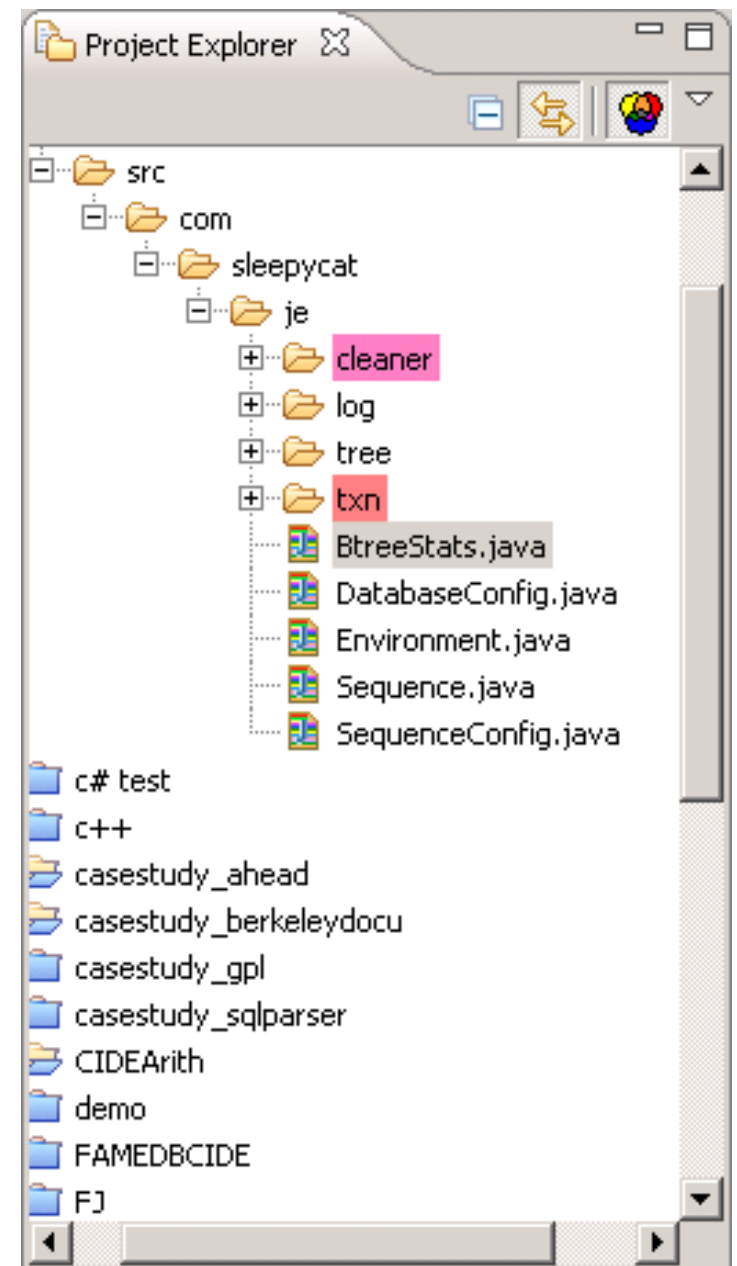 Project Explorer
src
com
sleepycat
je
cleaner
log
tree
txn
BtreeStats.java
DatabaseConfig.java
Environment.java
Sequence.java
SequenceConfig.java
c# test
c++
casestudy_ahead
casestudy_berkeleydocu
casestudy_gpl
casestudy_sqlparser
CIDEArith
demo
FAMEDBCIDE
FJ